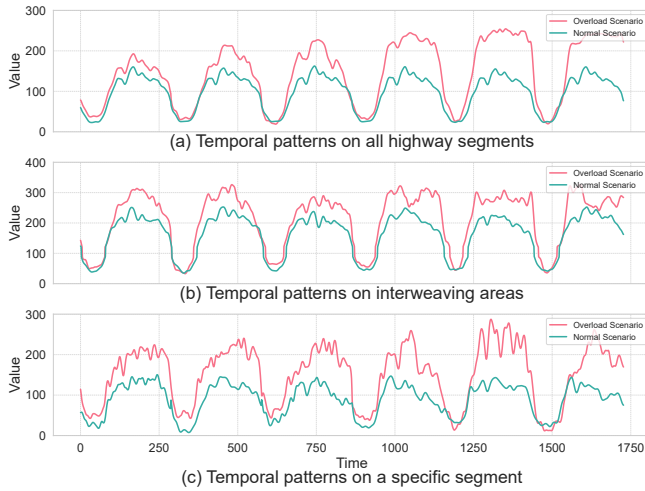 300
200
100
0
Value
Overload Scenario
Normal Scenario
(a) Temporal patterns on all highway segments
400
300
200
100
0
Value
Overload Scenario
Normal Scenario
(b) Temporal patterns on interweaving areas
300
200
100
0
Value
Overload Scenario
Normal Scenario
0 250 500 750 1000 1250 1500 1750
Time
(c) Temporal patterns on a specific segment